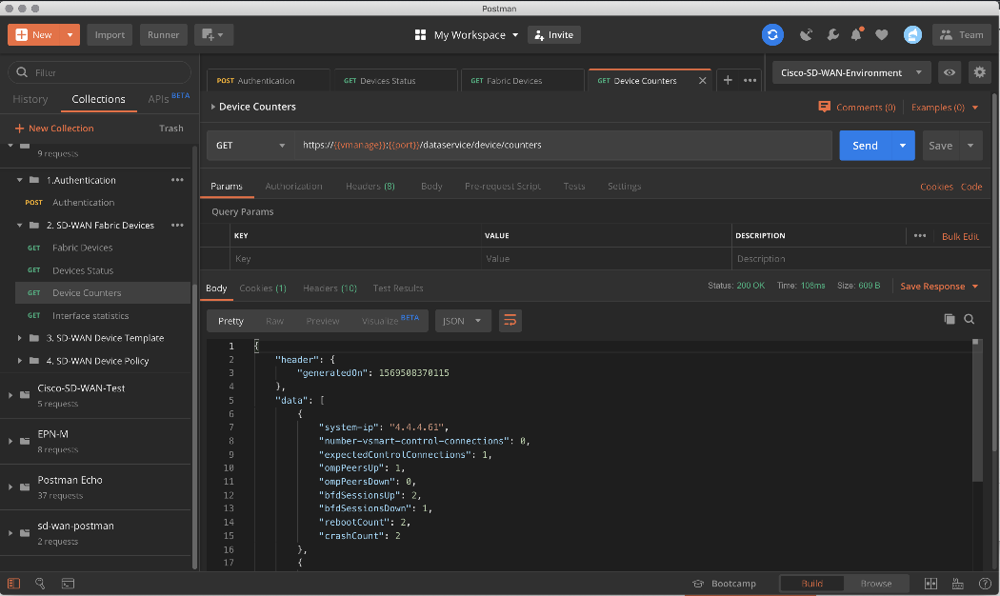 Postman
New
Import
Runner
My Workspace
Invite
Team
Filter
History
Collections
APIs BETA
New Collection
Trash
9 requests
1.Authentication
POST Authentication
2. SD-WAN Fabric Devices
GET Fabric Devices
GET Devices Status
GET Device Counters
GET Interface statistics
3. SD-WAN Device Template
4. SD-WAN Device Policy
Cisco-SD-WAN-Test
5 requests
EPN-M
8 requests
Postman Echo
37 requests
sd-wan-postman
2 requests
POST Authentication
GET Devices Status
GET Fabric Devices
GET Device Counters
Cisco-SD-WAN-Environment
Device Counters
Comments (0)
Examples (0)
GET
https://{{vmanage}}:{{port}}/dataservice/device/counters
Send
Save
Params
Authorization
Headers (8)
Body
Pre-request Script
Tests
Settings
Cookies
Code
Query Params
KEY
VALUE
DESCRIPTION
Bulk Edit
Key
Value
Description
Body
Cookies (1)
Headers (10)
Test Results
Status: 200 OK
Time: 108ms
Size: 609 B
Save Response
Pretty
Raw
Preview
Visualize BETA
JSON
1 {
2 "header": {
3 "generatedOn": 1569508370115
4 },
5 "data": [
6 {
7 "system-ip": "4.4.4.61",
8 "number-vsmart-control-connections": 0,
9 "expectedControlConnections": 1,
10 "ompPeersUp": 1,
11 "ompPeersDown": 0,
12 "bfdSessionsUp": 2,
13 "bfdSessionsDown": 1,
14 "rebootCount": 2,
15 "crashCount": 2
16 },
17 {
Bootcamp
Build
Browse